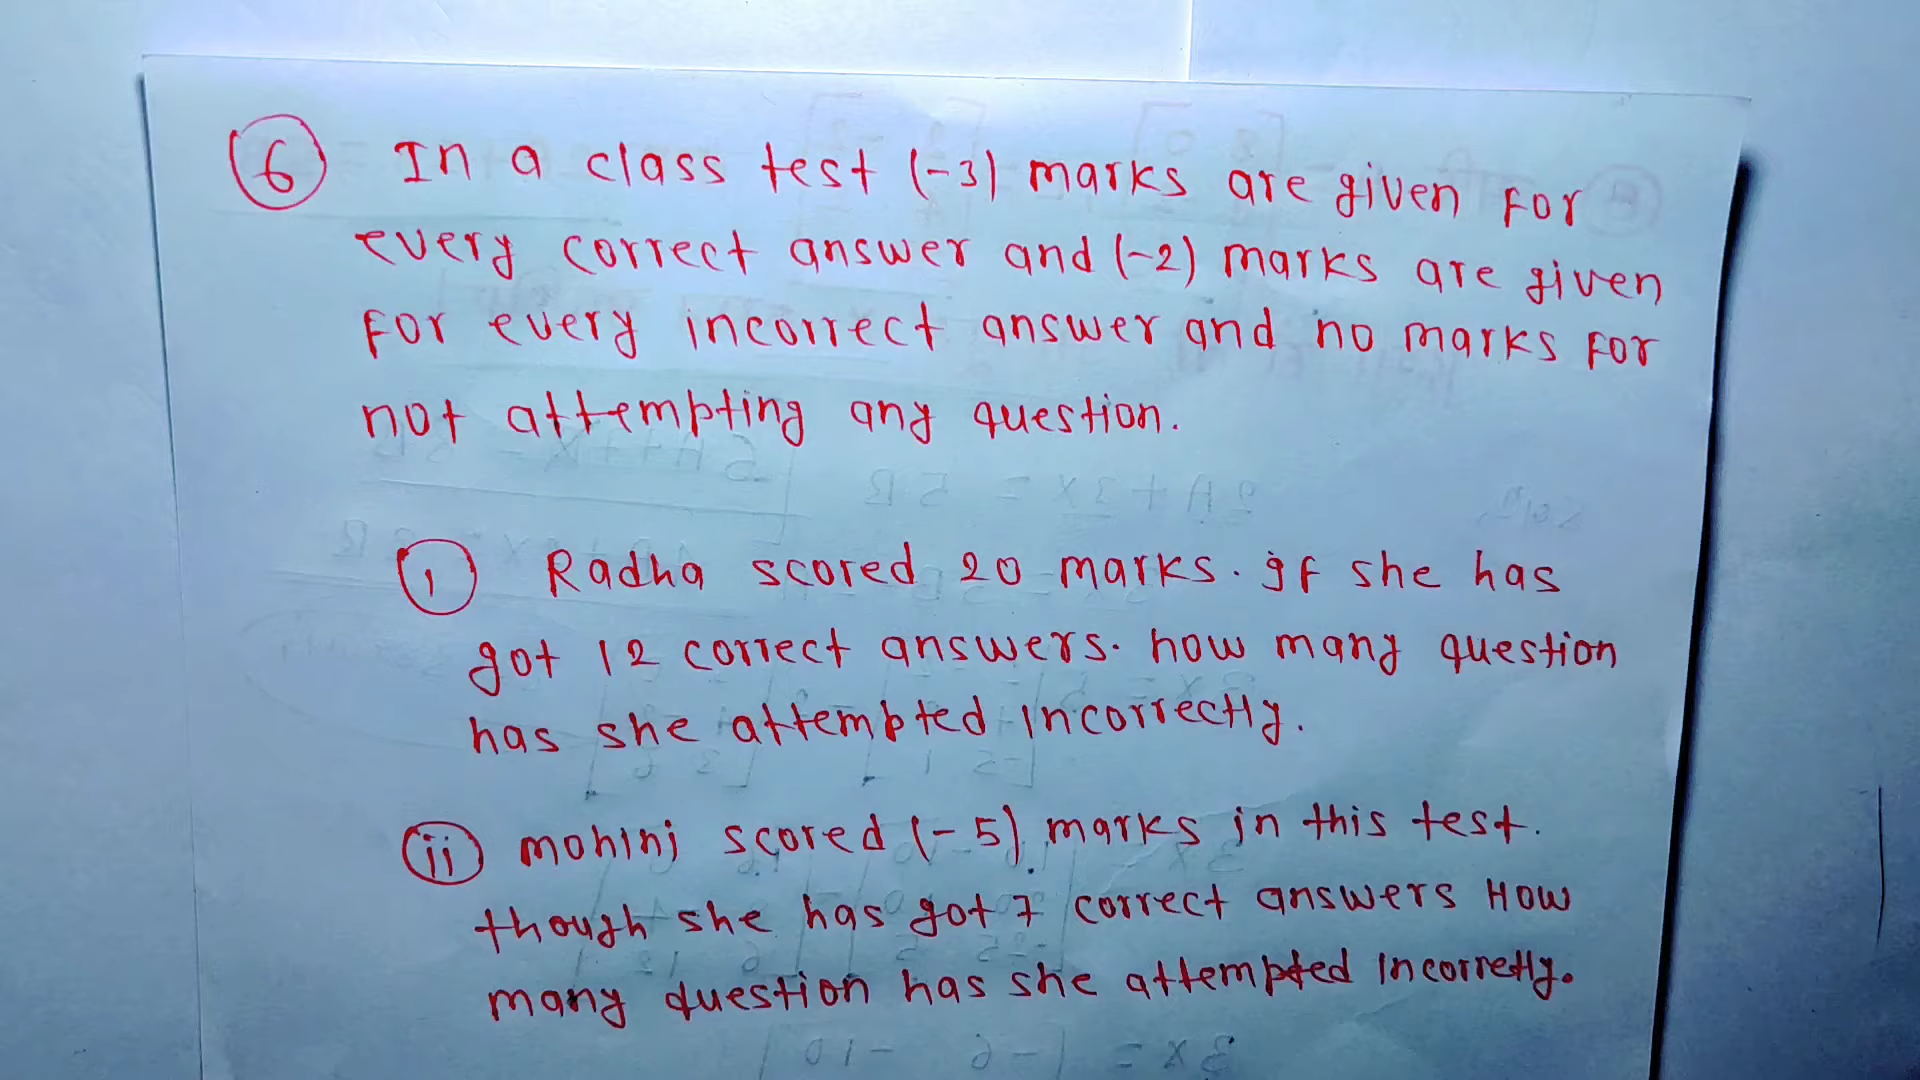 6 In a class test (-3) marks are given for
every correct answer and (-2) marks are given
for every incorrect answer and no marks for
not attempting any question.
i Radha scored 20 marks. if she has
got 12 correct answers. how many question
has she attempted incorrectly.
ii mohini scored (-5) marks in this test.
though she has got 7 correct answers How
many question has she attempted incorretly.